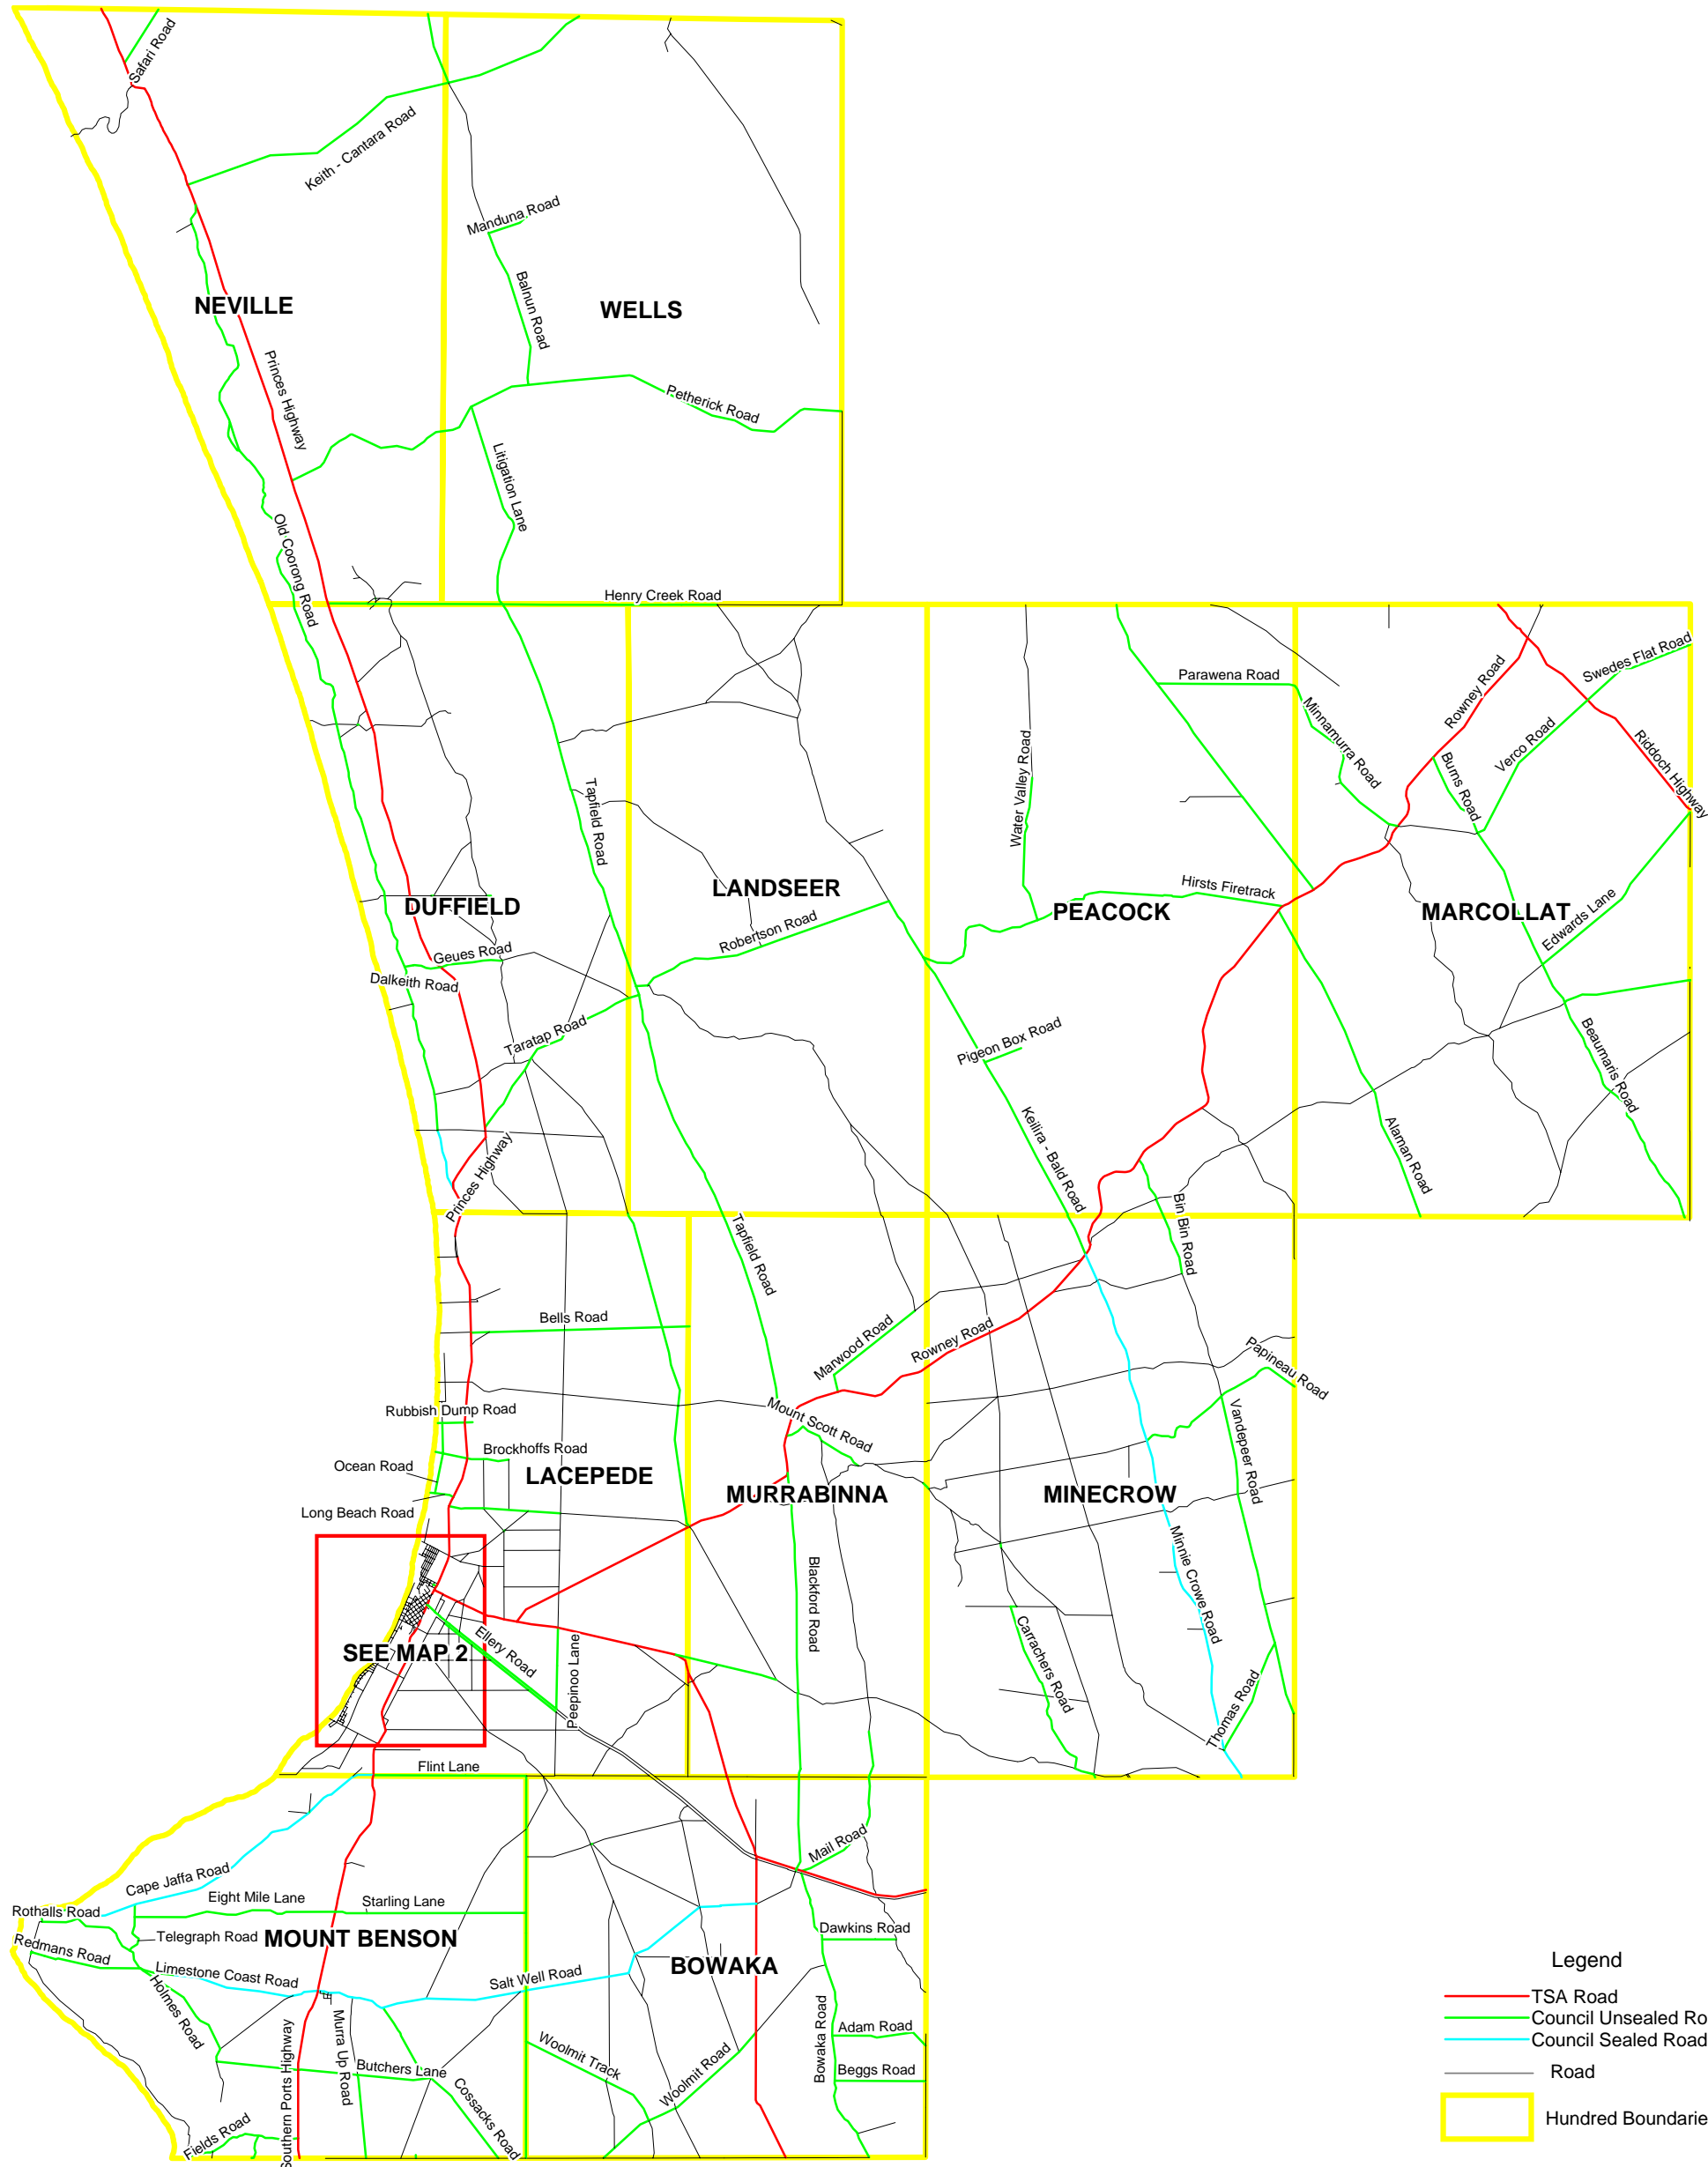 Safari Road
Keith - Cantara Road
Manduna Road
Balnun Road
NEVILLE
WELLS
Princes Highway
Petherick Road
Litigation Lane
Old Coorong Road
Henry Creek Road
Parawena Road
Minnamurra Road
Rowney Road
Swedes Flat Road
Verco Road
Riddoch Highway
Burns Road
Water Valley Road
Tapfield Road
LANDSEER
Hirsts Firetrack
DUFFIELD
PEACOCK
MARCOLLAT
Edwards Lane
Robertson Road
Geues Road
Dalkeith Road
Taratap Road
Pigeon Box Road
Beaumaris Road
Keilira - Bald Road
Alaman Road
Princes Highway
Bin Bin Road
Tapfield Road
Bells Road
Marwood Road
Rowney Road
Papineau Road
Rubbish Dump Road
Mount Scott Road
Vandepeer Road
Brockhoffs Road
Ocean Road
LACEPEDE
MURRABINNA
MINECROW
Long Beach Road
Minnie Crowe Road
Blackford Road
Ellery Road
SEE MAP 2
Peepinoo Lane
Carrachers Road
Thomas Road
Flint Lane
Mail Road
Cape Jaffa Road
Eight Mile Lane
Starling Lane
Rothalls Road
Telegraph Road
MOUNT BENSON
Dawkins Road
Redmans Road
Limestone Coast Road
Salt Well Road
BOWAKA
Holmes Road
Murra Up Road
Woolmit Track
Woolmit Road
Bowaka Road
Adam Road
Butchers Lane
Beggs Road
Cossacks Road
Southern Ports Highway
Fields Road
Legend
TSA Road
Council Unsealed Ro
Council Sealed Road
Road
Hundred Boundarie